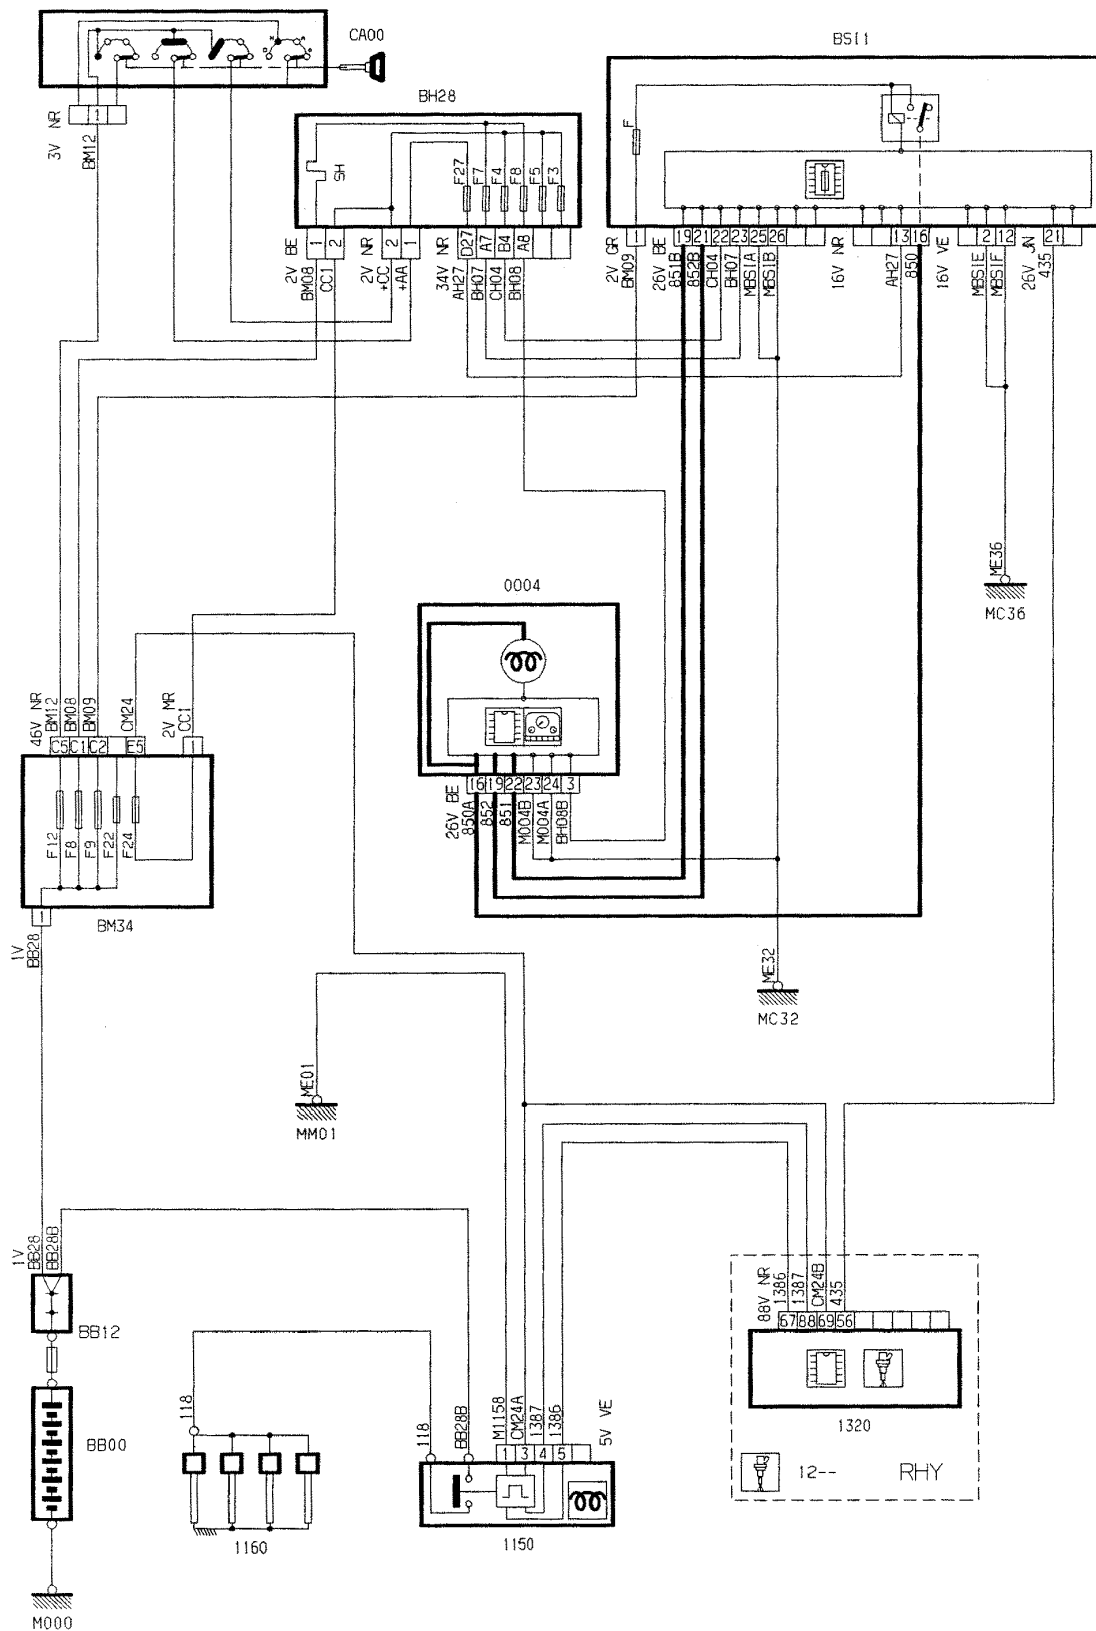 CA00
BSI1
BH28
3V NR
1
BM12
SH
F27
F7
F4
F8
F5
F3
F
2V BE
1
2
BM08
CC1
2V NR
2
1
+CC
+AA
34V NR
D27
A7
B4
A8
AH27
BH07
CH04
BH08
2V GR
1
BM09
26V BE
19
21
22
23
25
26
851B
852B
CH04
BH07
MBS1A
MBS1B
16V NR
13
16
AH27
850
16V VE
2
12
MBS1E
MBS1F
26V JN
21
435
ME36
MC36
0004
26V BE
16
19
22
23
24
3
850A
852
851
M004B
M004A
BH08B
46V NR
BM12
BM08
BM09
CM24
2V MR
CC1
C5
C1
C2
E5
1
F12
F8
F9
F22
F24
1
BM34
1V
BB28
ME32
MC32
ME01
MM01
1V
BB28
BB28B
BB12
BB00
M000
118
1160
118
BB28B
M1158
CM24A
1387
1386
5V VE
1
3
4
5
1150
88V NR
1386
1387
CM24B
435
67
88
69
56
1320
12--
RHY